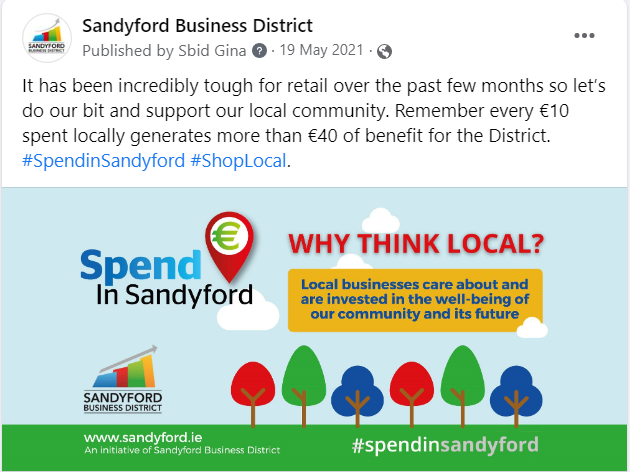 Sandyford Business District
Published by Sbid Gina · 19 May 2021 ·
It has been incredibly tough for retail over the past few months so let's
do our bit and support our local community. Remember every €10
spent locally generates more than €40 of benefit for the District.
#SpendinSandyford #ShopLocal.
Spend
In Sandyford
€
WHY THINK LOCAL?
Local businesses care about and
are invested in the well-being of
our community and its future
SANDYFORD
BUSINESS DISTRICT
www.sandyford.ie
An initiative of Sandyford Business District
#spendinsandyford
SANDYFORD
BUSINESS DISTRICT